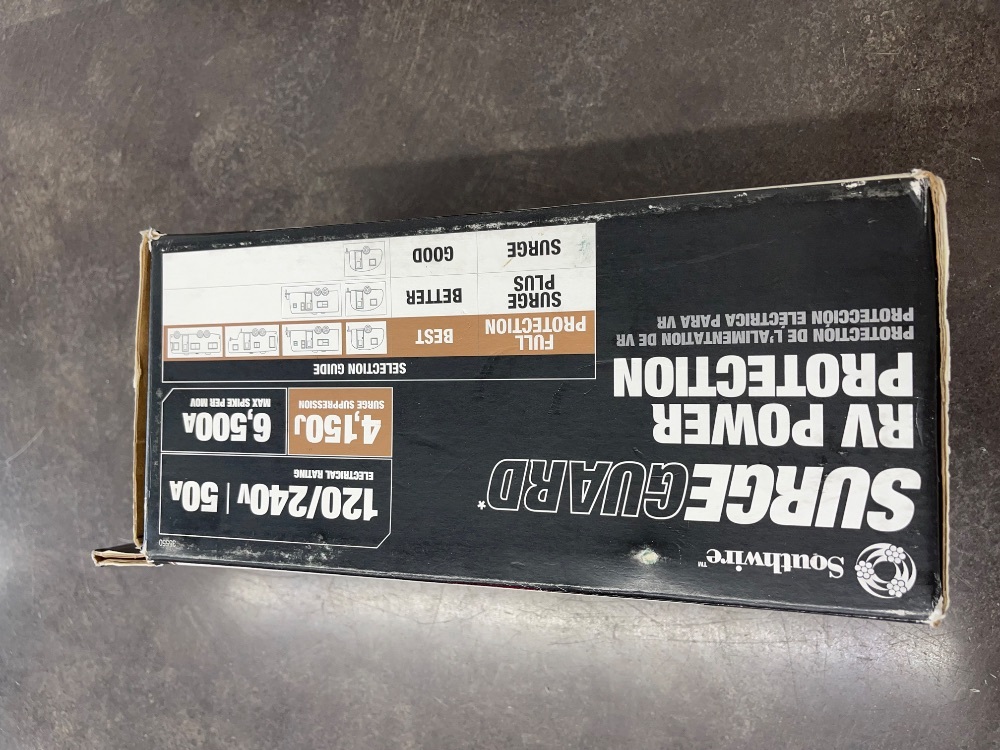 Southwire™
SURGEGUARD*
RV POWER
PROTECTION
PROTECTION DE L'ALIMENTATION DE VR
PROTECCIÓN ELÉCTRICA PARA VR
35550
120/240V | 50A
ELECTRICAL RATING
4,150J
SURGE SUPPRESSION
6,500A
MAX SPIKE PER MOV
SELECTION GUIDE
FULL
PROTECTION
BEST
SURGE
PLUS
BETTER
SURGE
GOOD